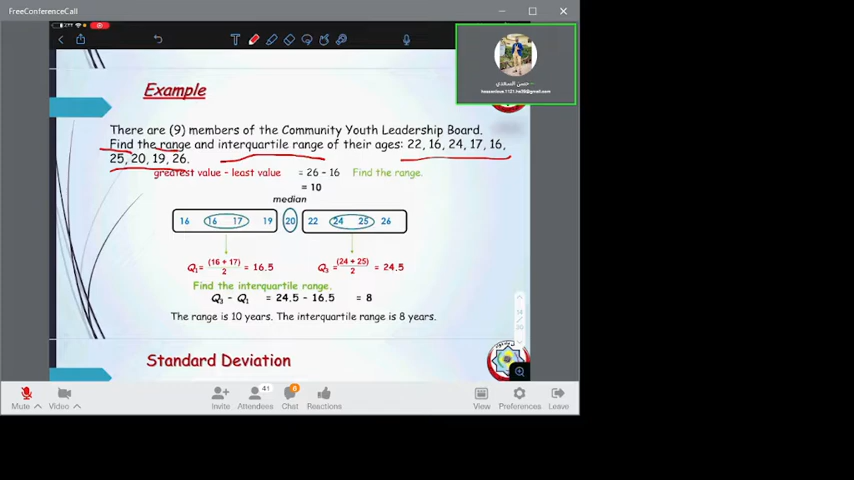 FreeConferenceCall
Example
There are (9) members of the Community Youth Leadership Board.
Find the range and interquartile range of their ages: 22, 16, 24, 17, 16,
25, 20, 19, 26.
greatest value – least value = 26 – 16 Find the range.
= 10
median
16 16 17 19 20 22 24 25 26
Q1= (16 + 17)/2 = 16.5 Q3 = (24 + 25)/2 = 24.5
Find the interquartile range.
Q3 – Q1 = 24.5 – 16.5 = 8
The range is 10 years. The interquartile range is 8 years.
Standard Deviation
حسن السعدي
Mute Video Invite Attendees 41 Chat 8 Reactions View Preferences Leave